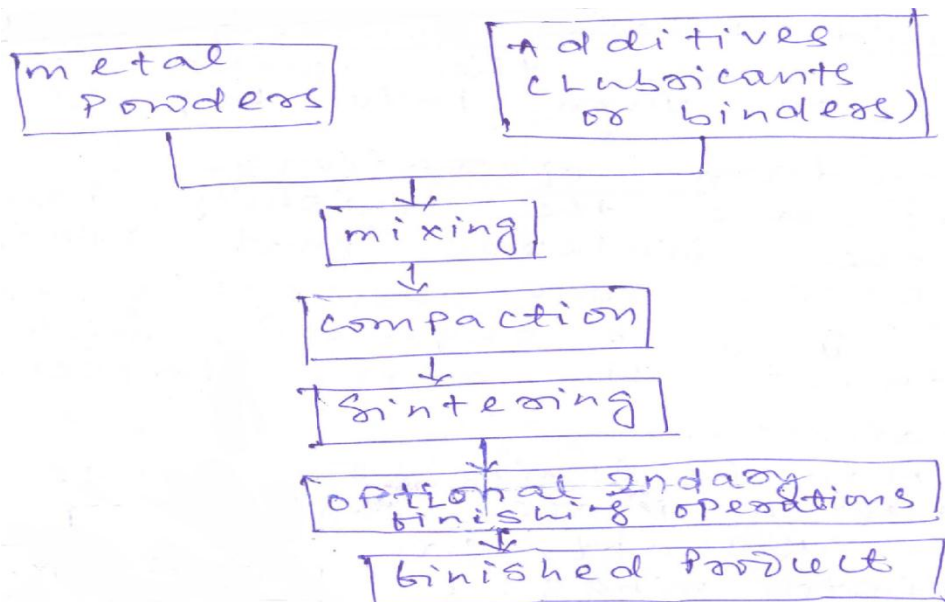 metal
Powders
Additives
(Lubricants
or binders)
mixing
compaction
Sintering
optional 2ndary
finishing operations
finished Product